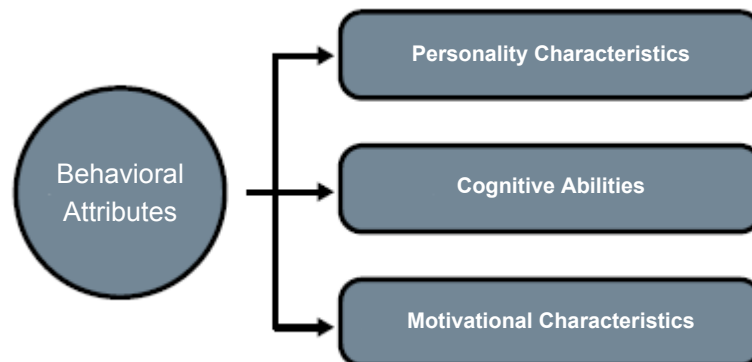 Behavioral
Attributes
Personality Characteristics
Cognitive Abilities
Motivational Characteristics